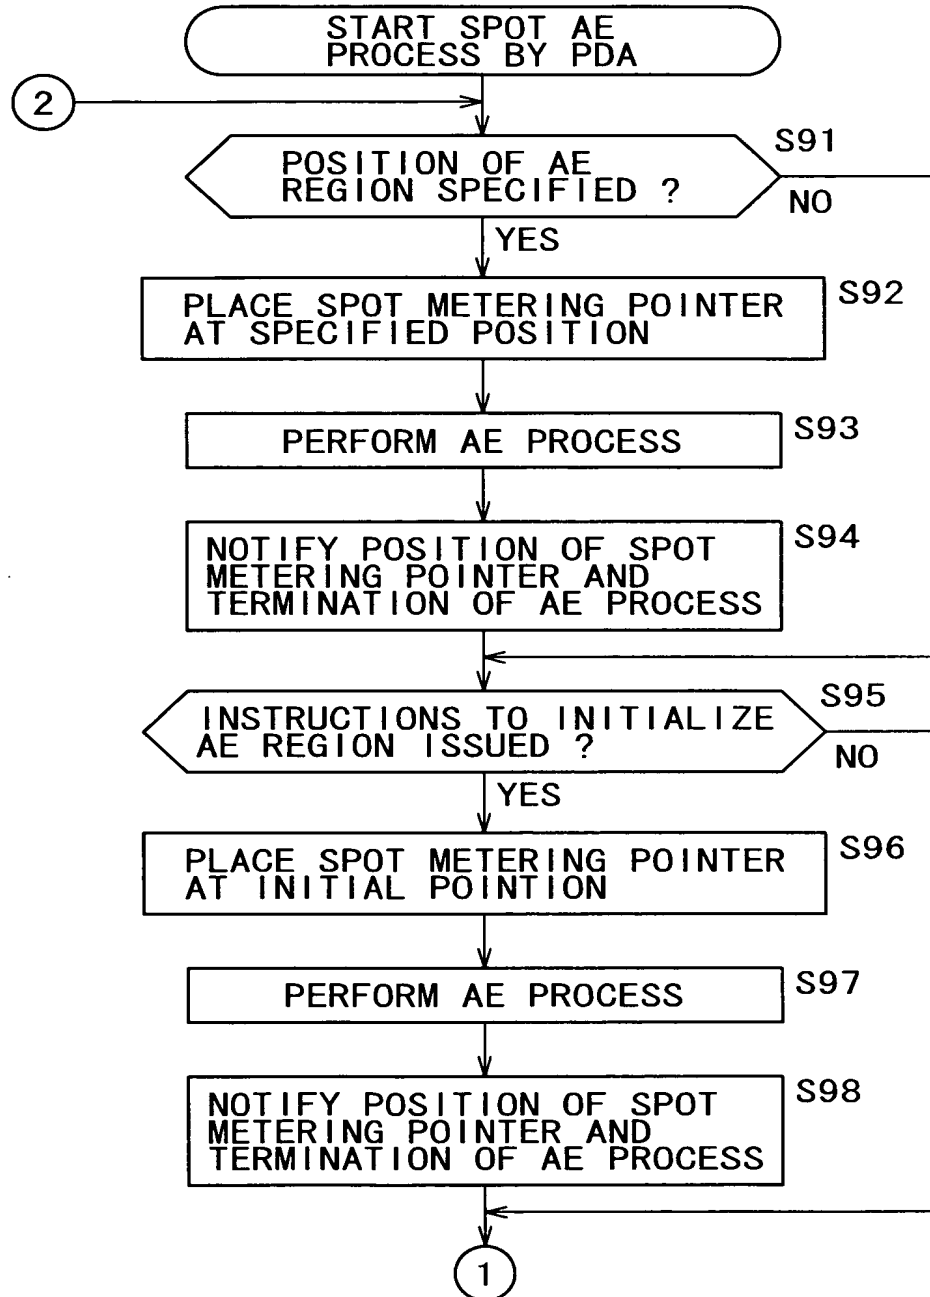 START SPOT AE
PROCESS BY PDA
2
POSITION OF AE
REGION SPECIFIED ?
S91
NO
YES
PLACE SPOT METERING POINTER
AT SPECIFIED POSITION
S92
PERFORM AE PROCESS
S93
NOTIFY POSITION OF SPOT
METERING POINTER AND
TERMINATION OF AE PROCESS
S94
INSTRUCTIONS TO INITIALIZE
AE REGION ISSUED ?
S95
NO
YES
PLACE SPOT METERING POINTER
AT INITIAL POINTION
S96
PERFORM AE PROCESS
S97
NOTIFY POSITION OF SPOT
METERING POINTER AND
TERMINATION OF AE PROCESS
S98
1